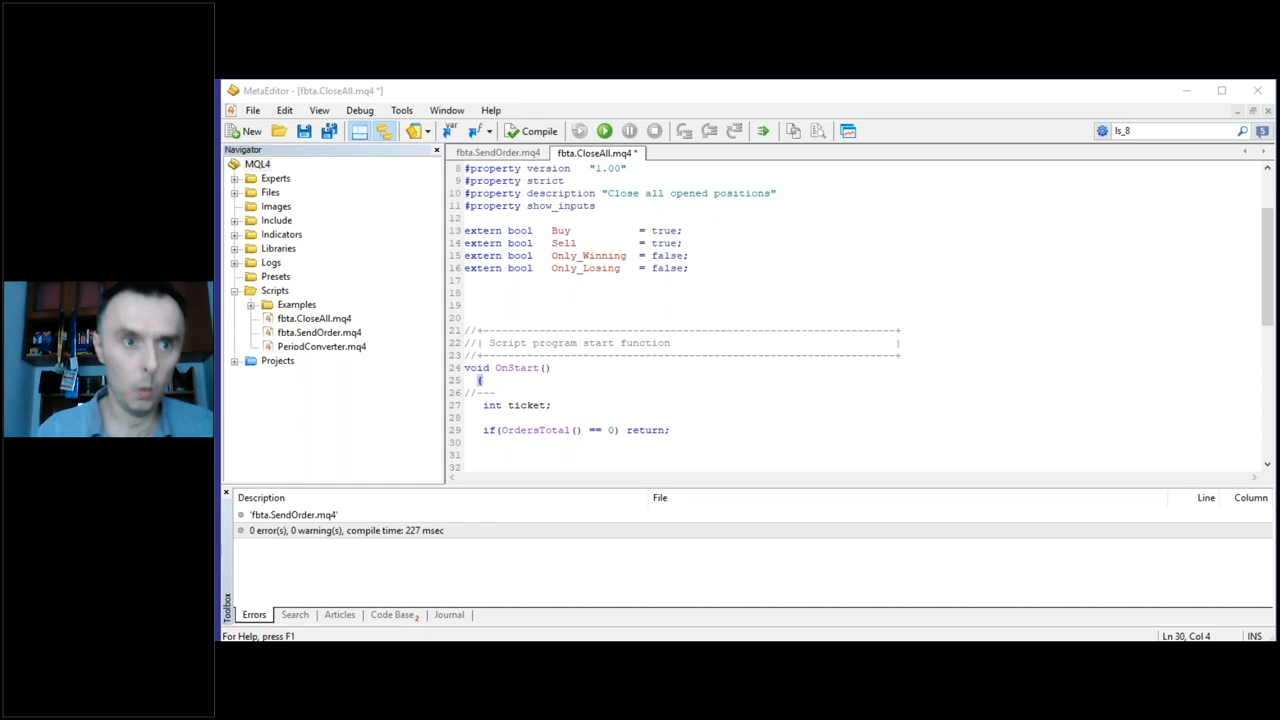 MetaEditor - [fbta.CloseAll.mq4 *]
File Edit View Debug Tools Window Help
New Compile ls_8
Navigator
fbta.SendOrder.mq4 fbta.CloseAll.mq4 *
MQL4
Experts
Files
Images
Include
Indicators
Libraries
Logs
Presets
Scripts
Examples
fbta.CloseAll.mq4
fbta.SendOrder.mq4
PeriodConverter.mq4
Projects
8 #property version "1.00"
9 #property strict
10 #property description "Close all opened positions"
11 #property show_inputs
12
13 extern bool Buy = true;
14 extern bool Sell = true;
15 extern bool Only_Winning = false;
16 extern bool Only_Losing = false;
17
18
19
20
21 //+------------------------------------------------------------------+
22 //| Script program start function |
23 //+------------------------------------------------------------------+
24 void OnStart()
25 {
26 //---
27 int ticket;
28
29 if(OrdersTotal() == 0) return;
30
31
32
Description File Line Column
'fbta.SendOrder.mq4'
0 error(s), 0 warning(s), compile time: 227 msec
Toolbox
Errors Search Articles Code Base 2 Journal
For Help, press F1 Ln 30, Col 4 INS